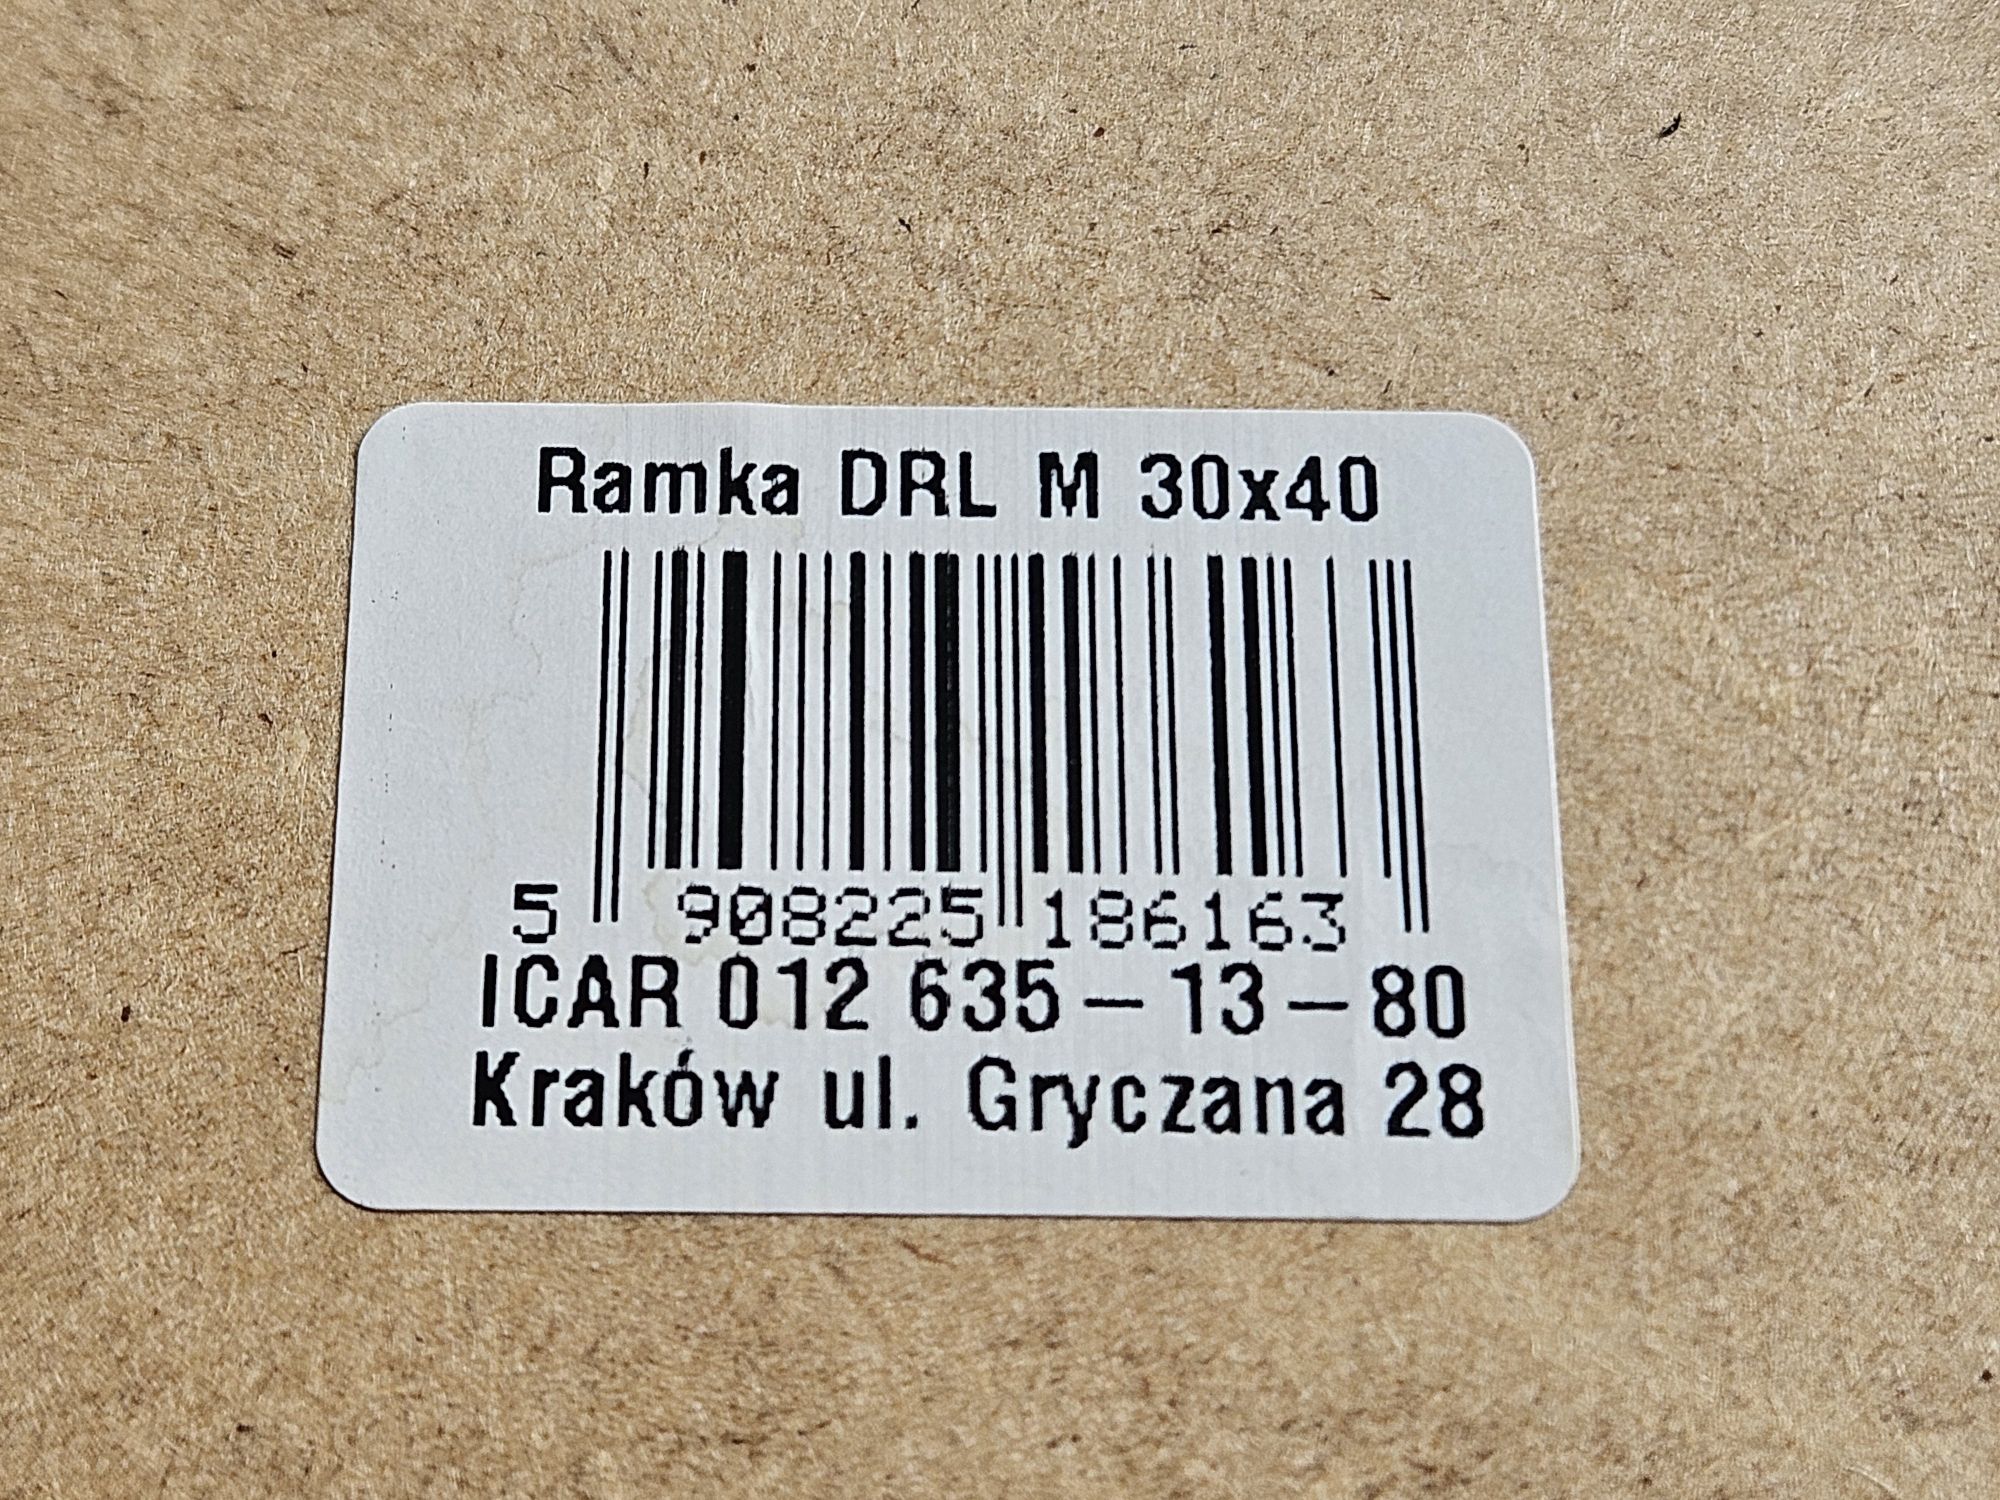 Ramka DRL M 30x40
5 908225 186163
ICAR 012 635-13-80
Kraków ul. Gryczana 28